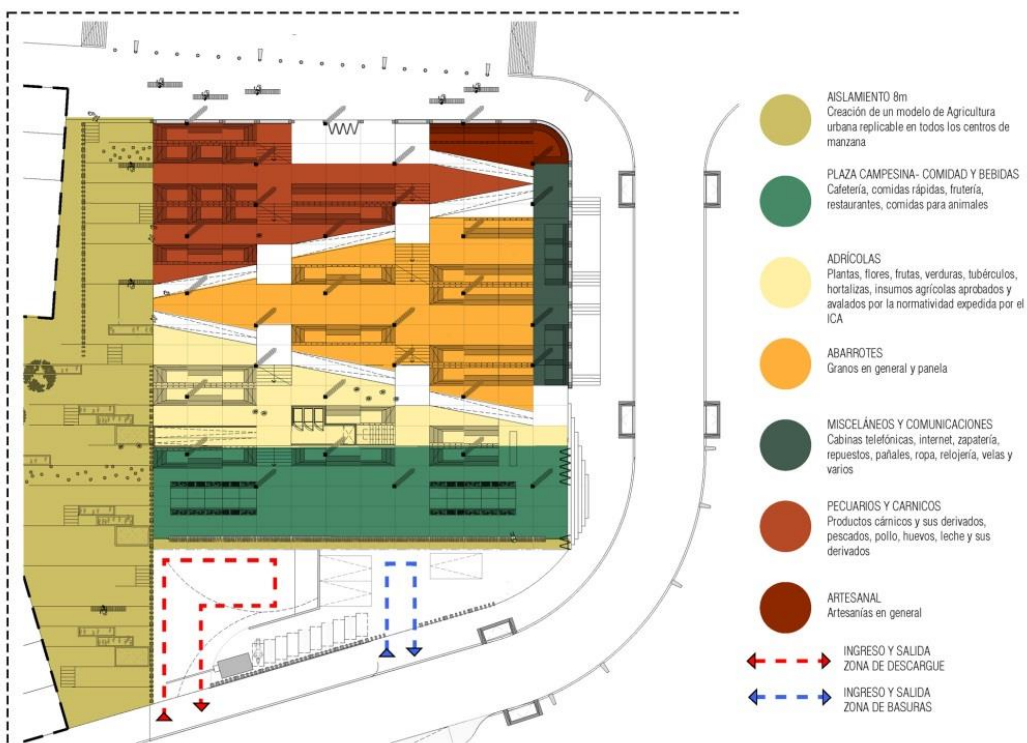 AISLAMIENTO 8m
Creación de un modelo de Agricultura
urbana replicable en todos los centros de
manzana
PLAZA CAMPESINA- COMIDAD Y BEBIDAS
Cafetería, comidas rápidas, frutería,
restaurantes, comidas para animales
ADRÍCOLAS
Plantas, flores, frutas, verduras, tubérculos,
hortalizas, insumos agrícolas aprobados y
avalados por la normatividad expedida por el
ICA
ABARROTES
Granos en general y panela
MISCELÁNEOS Y COMUNICACIONES
Cabinas telefónicas, internet, zapatería,
repuestos, pañales, ropa, relojería, velas y
varios
PECUARIOS Y CARNICOS
Productos cárnicos y sus derivados,
pescados, pollo, huevos, leche y sus
derivados
ARTESANAL
Artesanías en general
INGRESO Y SALIDA
ZONA DE DESCARGUE
INGRESO Y SALIDA
ZONA DE BASURAS